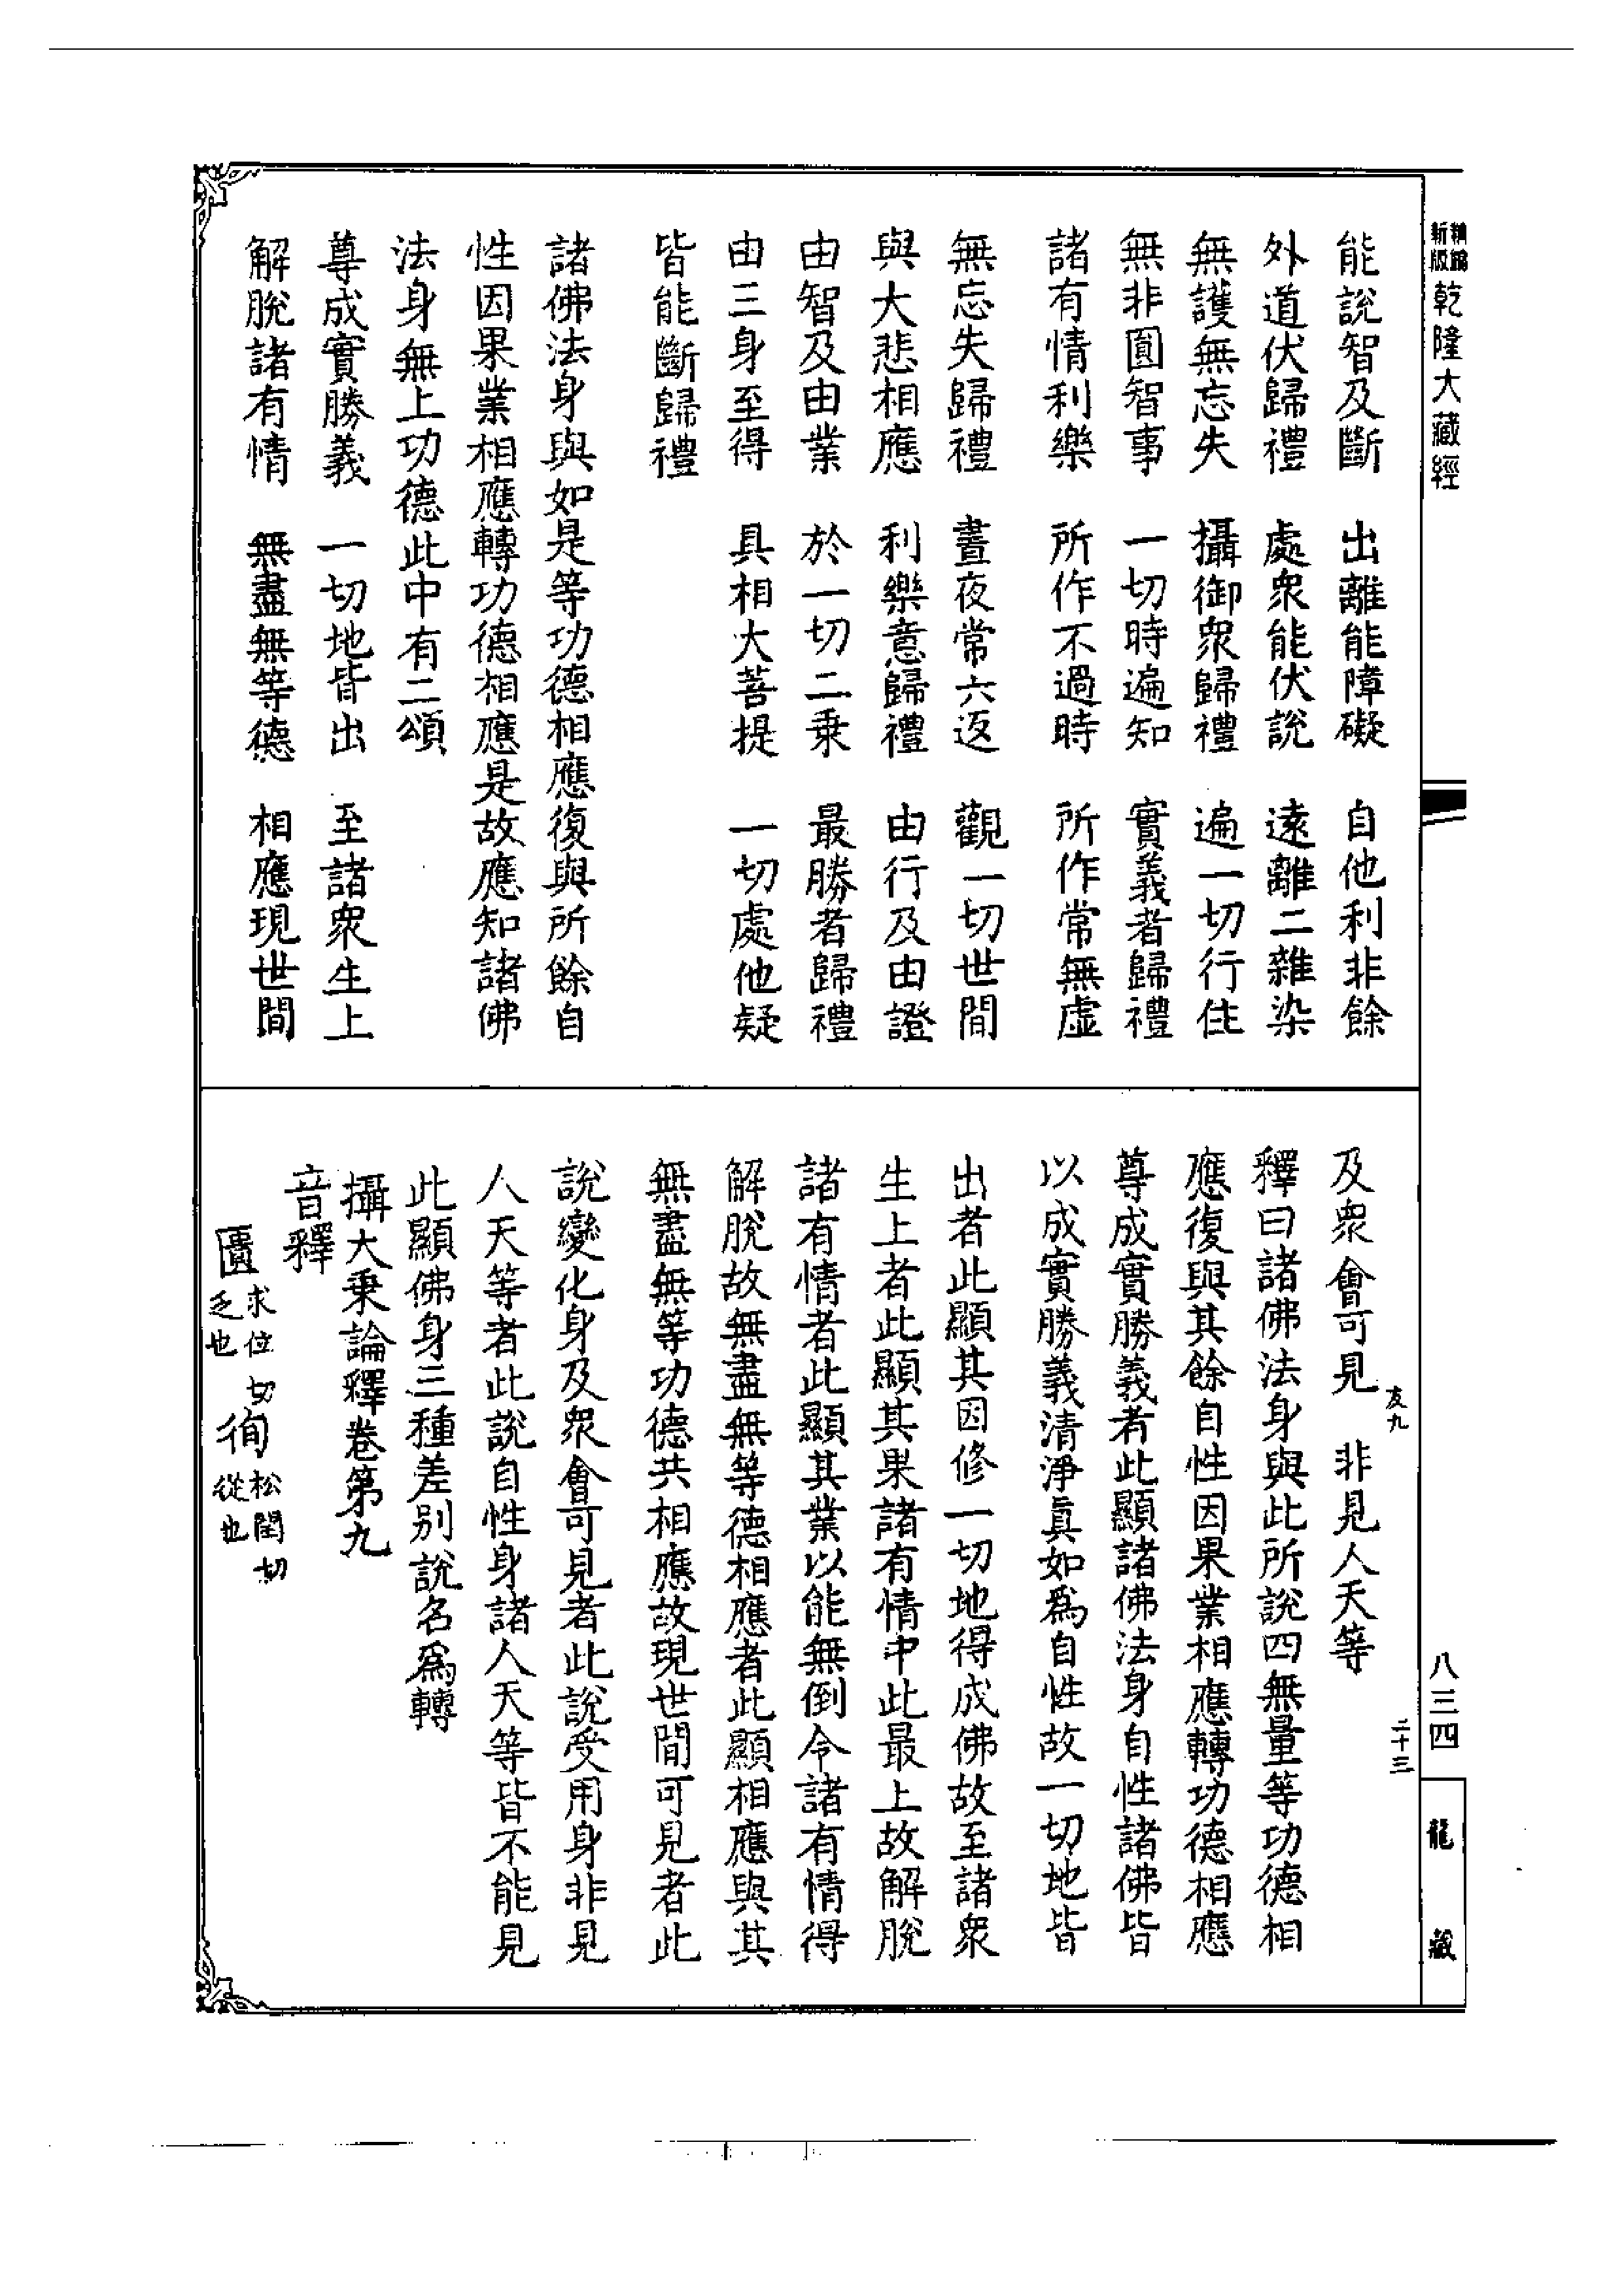 新版
乾隆大藏經
能說智及斷　出離能障礙　自他利非餘
外道伏歸禮　處衆能伏說　遠離二雜染
無護無忘失　攝御衆歸禮　遍一切行住
無非圓智事　一切時遍知　實義者歸禮
諸有情利樂　所作不過時　所作常無虛
無忘失歸禮　晝夜常六返　觀一切世間
與大悲相應　利樂意歸禮　由行及由證
由智及由業　於一切二乗　最勝者歸禮
由三身至得　具相大菩提　一切處他疑
皆能斷歸禮
諸佛法身與如是等功德相應復與所餘自
性因果業相應轉功德相應是故應知諸佛
法身無上功德此中有二頌
尊成實勝義　一切地皆出　至諸衆生上
解脫諸有情　無盡無等德　相應現世間
及衆會可見　非見人天等
釋曰諸佛法身與此所說四無量等功德相
應復與其餘自性因果業相應轉功德相應
尊成實勝義者此顯諸佛法身自性諸佛皆
以成實勝義清淨眞如爲自性故一切地皆
出者此顯其因修一切地得成佛故至諸衆
生上者此顯其果諸有情中此最上故解脫
諸有情者此顯其業以能無倒令諸有情得
解脫故無盡無等德相應者此顯相應與其
無盡無等功德共相應故現世間可見者此
說變化身及衆會可見者此說受用身非見
人天等者此說自性身諸人天等皆不能見
此顯佛身三種差別說名爲轉
攝大乗論釋卷第九
音釋
匱求位切乏也　徇松閏切從也
友九
二十三
八三四
龍藏